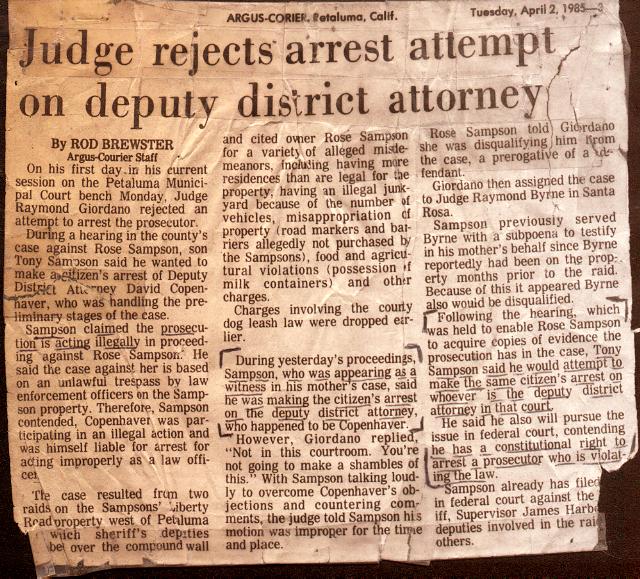 ARGUS-CORIER, Petaluma, Calif.
Tuesday, April 2, 1985—3
Judge rejects arrest attempt
on deputy district attorney
By ROD BREWSTER
Argus-Courier Staff
On his first day in his current
session on the Petaluma Munici-
pal Court bench Monday, Judge
Raymond Giordano rejected an
attempt to arrest the prosecutor.
During a hearing in the county's
case against Rose Sampson, son
Tony Sampson said he wanted to
make a citizen's arrest of Deputy
District Attorney David Copen-
haver, who was handling the pre-
liminary stages of the case.
Sampson claimed the prosecu-
tion is acting illegally in proceed-
ing against Rose Sampson. He
said the case against her is based
on an unlawful trespass by law
enforcement officers on the Samp-
son property. Therefore, Sampson
contended, Copenhaver was par-
ticipating in an illegal action and
was himself liable for arrest for
acting improperly as a law offi-
cer
The case resulted from two
raids on the Sampsons' Liberty
Road property west of Petaluma
which sheriff's deputies
be over the compound wall
and cited owner Rose Sampson
for a variety of alleged misde-
meanors, including having more
residences than are legal for the
property, having an illegal junk-
yard because of the number of
vehicles, misappropriation of
property (road markers and bar-
riers allegedly not purchased by
the Sampsons), food and agricul-
tural violations (possession of
milk containers) and other
charges.
Charges involving the county
dog leash law were dropped ear-
lier.
During yesterday's proceedings,
Sampson, who was appearing as a
witness in his mother's case, said
he was making the citizen's arrest
on the deputy district attorney,
who happened to be Copenhaver.
However, Giordano replied,
"Not in this courtroom. You're
not going to make a shambles of
this." With Sampson talking loud-
ly to overcome Copenhaver's ob-
jections and countering com-
ments, the judge told Sampson his
motion was improper for the time
and place.
Rose Sampson told Giordano
she was disqualifying him from
the case, a prerogative of a de-
fendant.
Giordano then assigned the case
to Judge Raymond Byrne in Santa
Rosa.
Sampson previously served
Byrne with a subpoena to testify
in his mother's behalf since Byrne
reportedly had been on the prop-
erty months prior to the raid.
Because of this it appeared Byrne
also would be disqualified.
Following the hearing, which
was held to enable Rose Sampson
to acquire copies of evidence the
prosecution has in the case, Tony
Sampson said he would attempt to
make the same citizen's arrest on
whoever is the deputy district
attorney in that court.
He said he also will pursue the
issue in federal court, contending
he has a constitutional right to
arrest a prosecutor who is violat-
ing the law.
Sampson already has filed
in federal court against the
iff, Supervisor James Harbe
deputies involved in the raid
others.